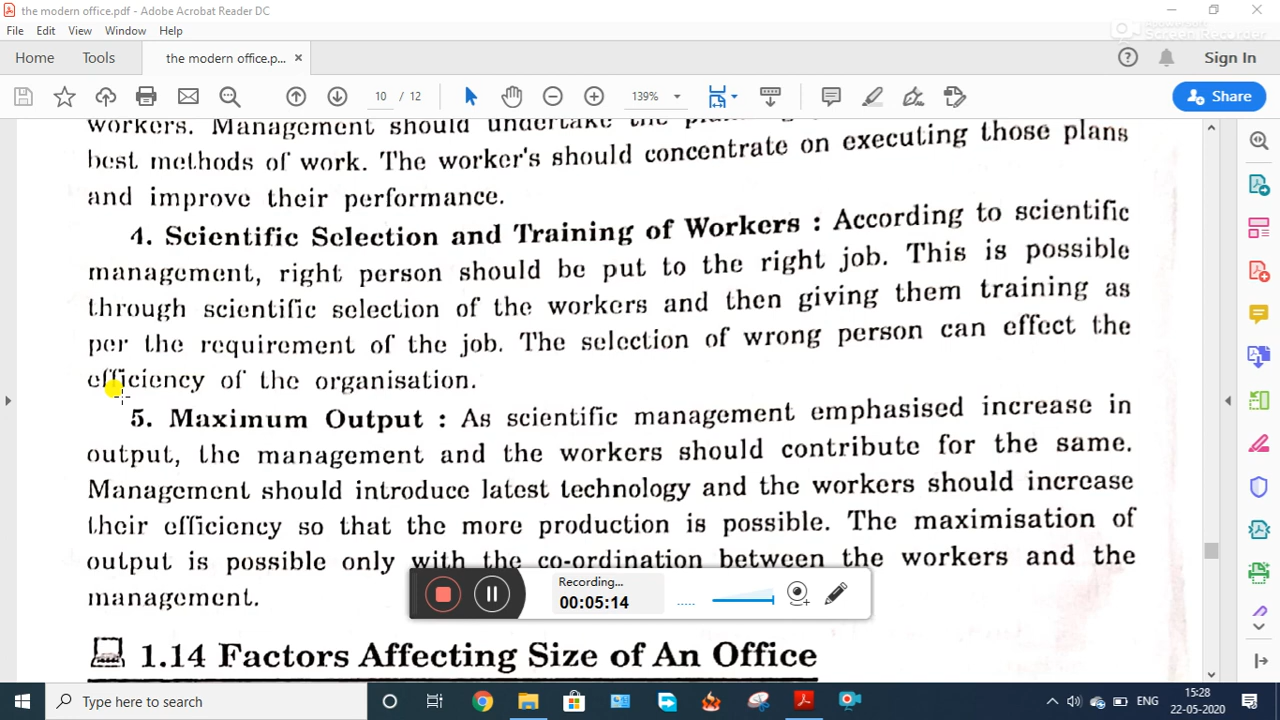 the modern office.pdf - Adobe Acrobat Reader DC
File Edit View Window Help
Screen Recorder
Home Tools the modern office.p... × Sign In
10 / 12 139% Share
workers. Management should undertake the
best methods of work. The worker's should concentrate on executing those plans
and improve their performance.
4. Scientific Selection and Training of Workers : According to scientific
management, right person should be put to the right job. This is possible
through scientific selection of the workers and then giving them training as
per the requirement of the job. The selection of wrong person can effect the
efficiency of the organisation.
5. Maximum Output : As scientific management emphasised increase in
output, the management and the workers should contribute for the same.
Management should introduce latest technology and the workers should increase
their efficiency so that the more production is possible. The maximisation of
output is possible only with the co-ordination between the workers and the
management.
Recording...
00:05:14
1.14 Factors Affecting Size of An Office
Type here to search
ENG 15:28
22-05-2020